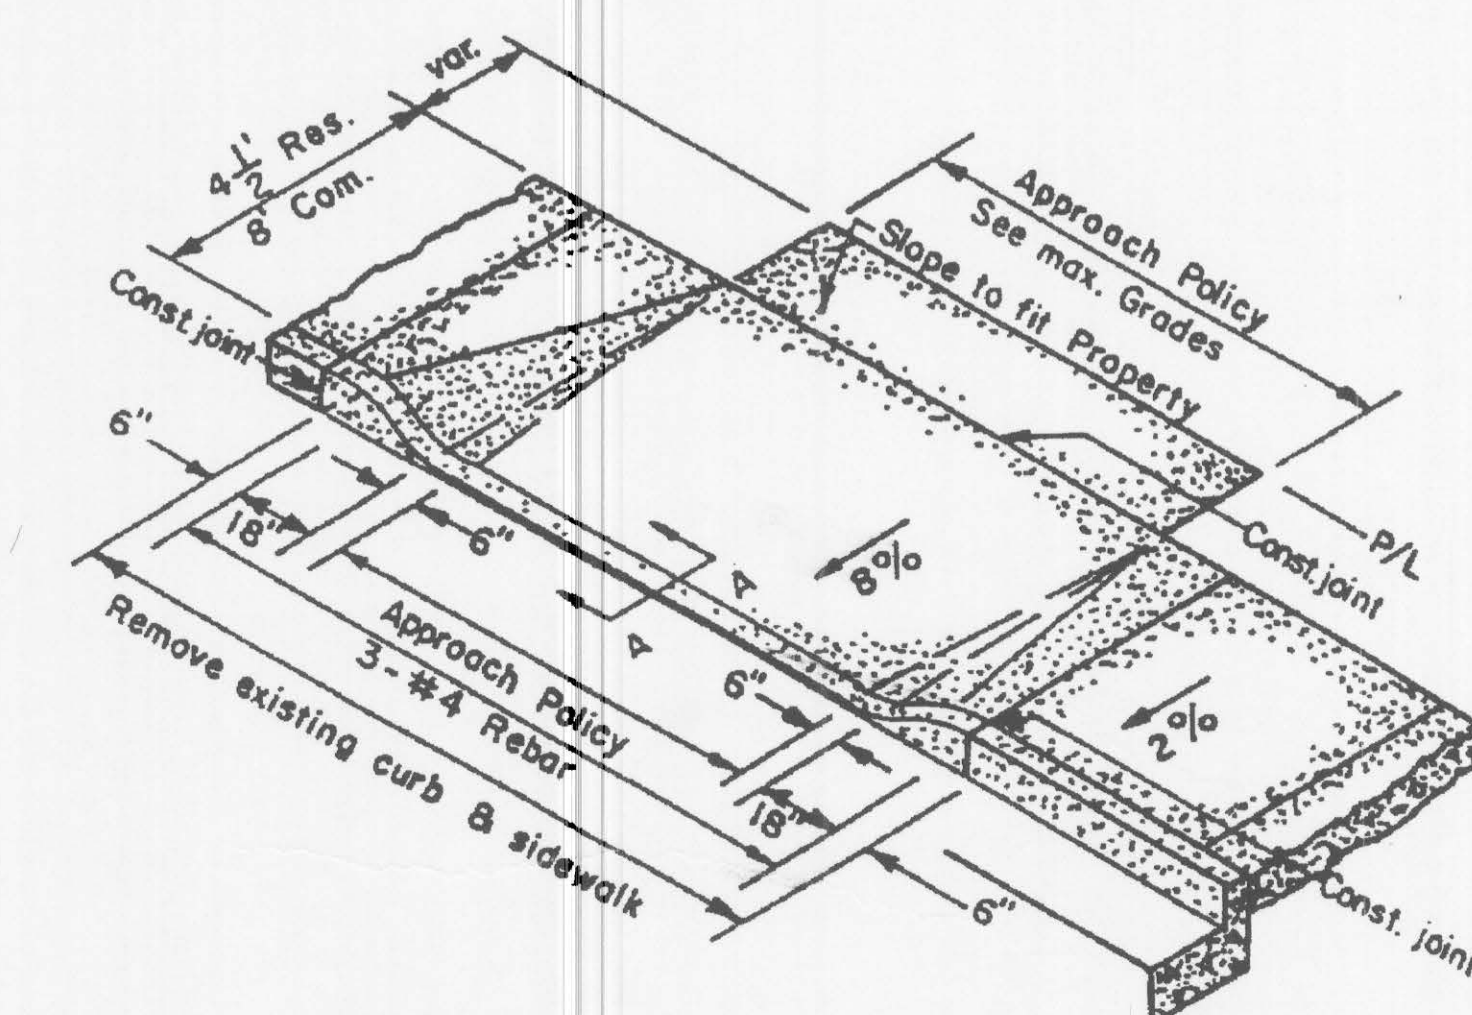 var.
4 1/2' Res.
8' Com.
Const. joint
Approach Policy
See max. Grades
Slope to fit Property
6"
18"
6"
8%
A
A
P/L
Const. joint
Approach Policy
3-#4 Rebar
Remove existing curb & sidewalk
6"
18"
6"
2%
Const. joint